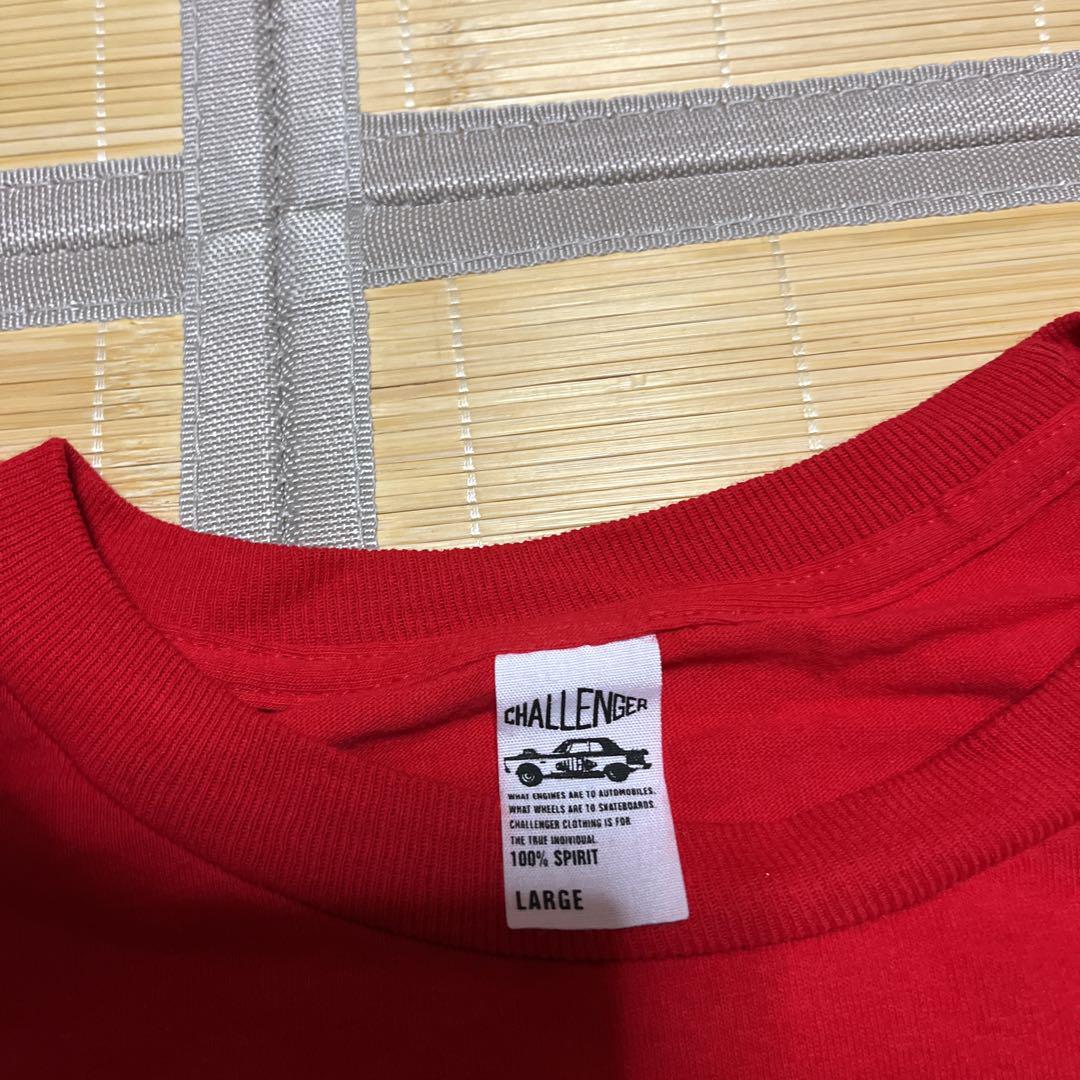 CHALLENGER
WHAT ENGINES ARE TO AUTOMOBILES.
WHAT WHEELS ARE TO SKATEBOARDS.
CHALLENGER CLOTHING IS FOR
THE TRUE INDIVIDUAL.
100% SPIRIT
LARGE